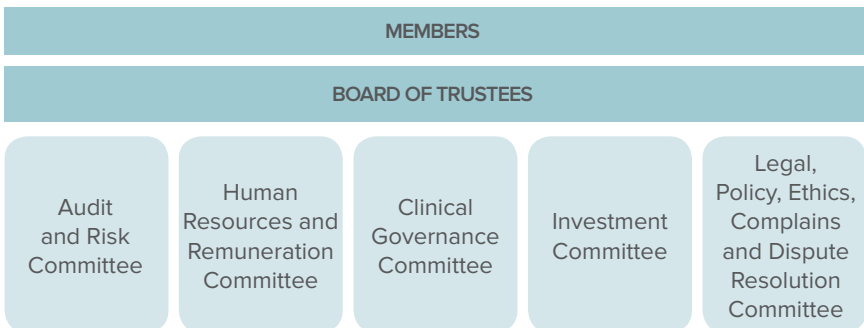 MEMBERS
BOARD OF TRUSTEES
Audit
and Risk
Committee
Human
Resources and
Remuneration
Committee
Clinical
Governance
Committee
Investment
Committee
Legal,
Policy, Ethics,
Complains
and Dispute
Resolution
Committee